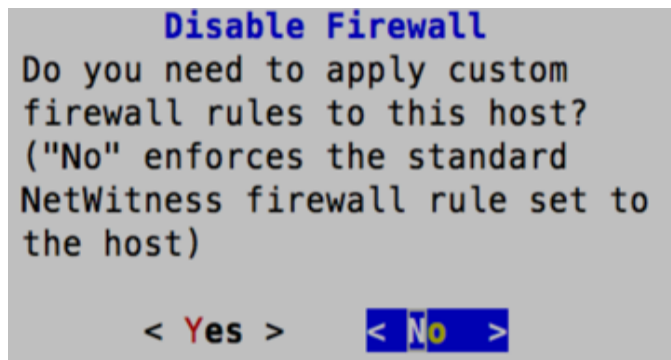 Disable Firewall
Do you need to apply custom
firewall rules to this host?
("No" enforces the standard
NetWitness firewall rule set to
the host)
< Yes > < No >